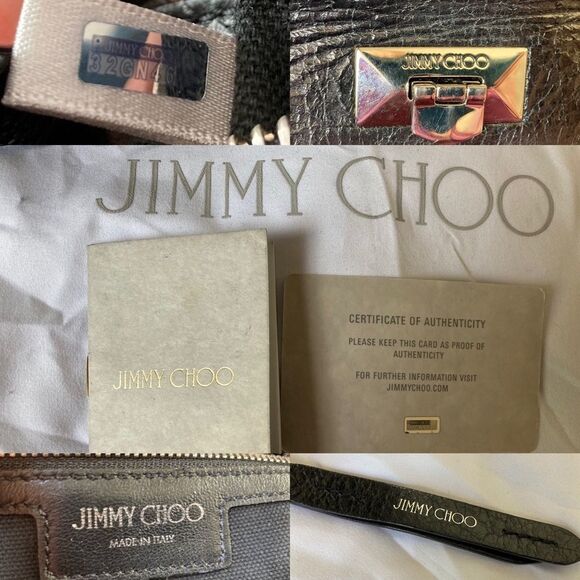 JIMMY CHOO
32GN46
JIMMY CHOO
JIMMY CHOO
JIMMY CHOO
CERTIFICATE OF AUTHENTICITY
PLEASE KEEP THIS CARD AS PROOF OF
AUTHENTICITY
FOR FURTHER INFORMATION VISIT
JIMMYCHOO.COM
JIMMY CHOO
MADE IN ITALY
JIMMY CHOO